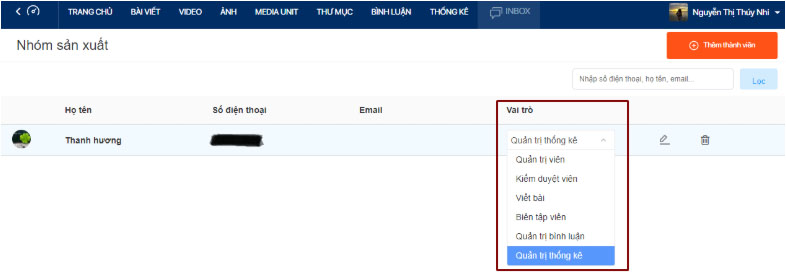 TRANG CHỦ BÀI VIẾT VIDEO ẢNH MEDIA UNIT THƯ MỤC BÌNH LUẬN THỐNG KÊ INBOX Nguyễn Thị Thúy Nhi
Nhóm sản xuất Thêm thành viên
Nhập số điện thoại, họ tên, email... Lọc
Họ tên Số điện thoại Email Vai trò
Thanh hương Quản trị thống kê
Quản trị viên
Kiểm duyệt viên
Viết bài
Biên tập viên
Quản trị bình luận
Quản trị thống kê